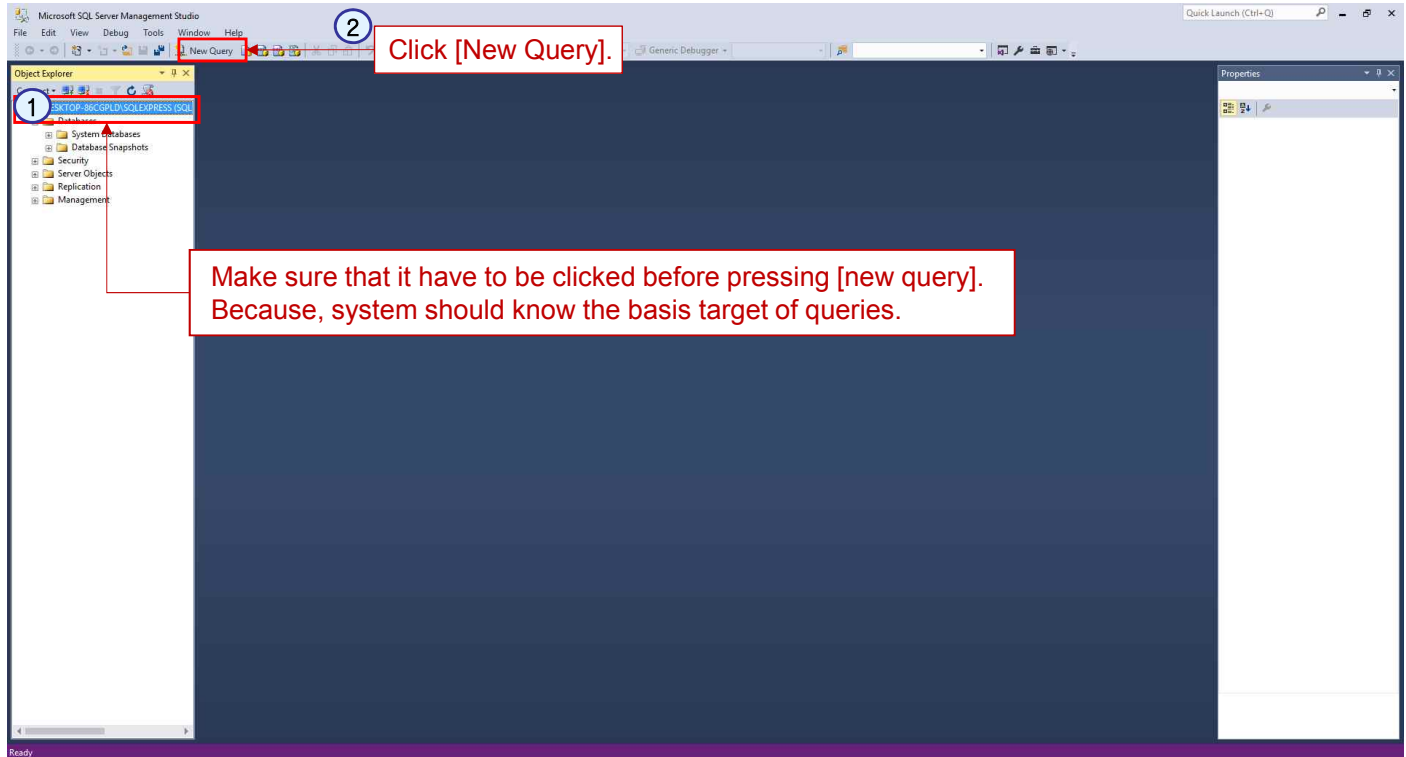 Microsoft SQL Server Management Studio
Quick Launch (Ctrl+Q)
File Edit View Debug Tools Window Help
2
New Query
Click [New Query].
Generic Debugger
Object Explorer
Properties
1
SKTOP-86CGPLD\SQLEXPRESS (SQL
Databases
System Databases
Database Snapshots
Security
Server Objects
Replication
Management
Make sure that it have to be clicked before pressing [new query].
Because, system should know the basis target of queries.
Ready